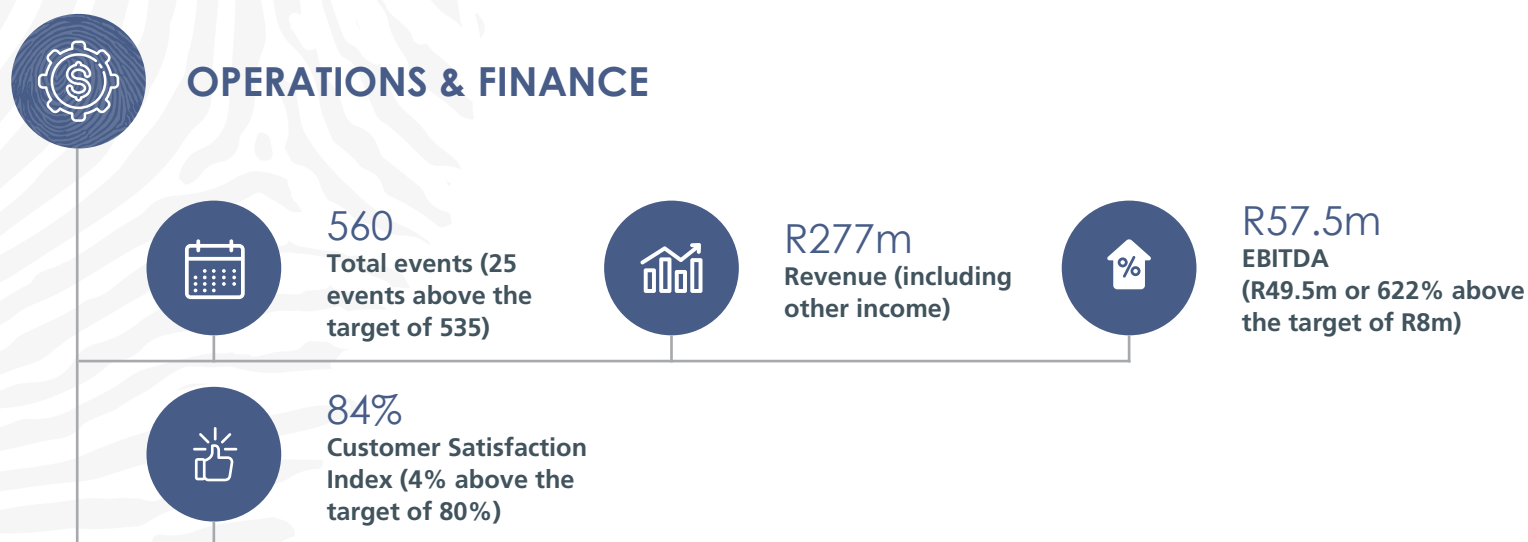 OPERATIONS & FINANCE
560
Total events (25
events above the
target of 535)
R277m
Revenue (including
other income)
R57.5m
EBITDA
(R49.5m or 622% above
the target of R8m)
84%
Customer Satisfaction
Index (4% above the
target of 80%)